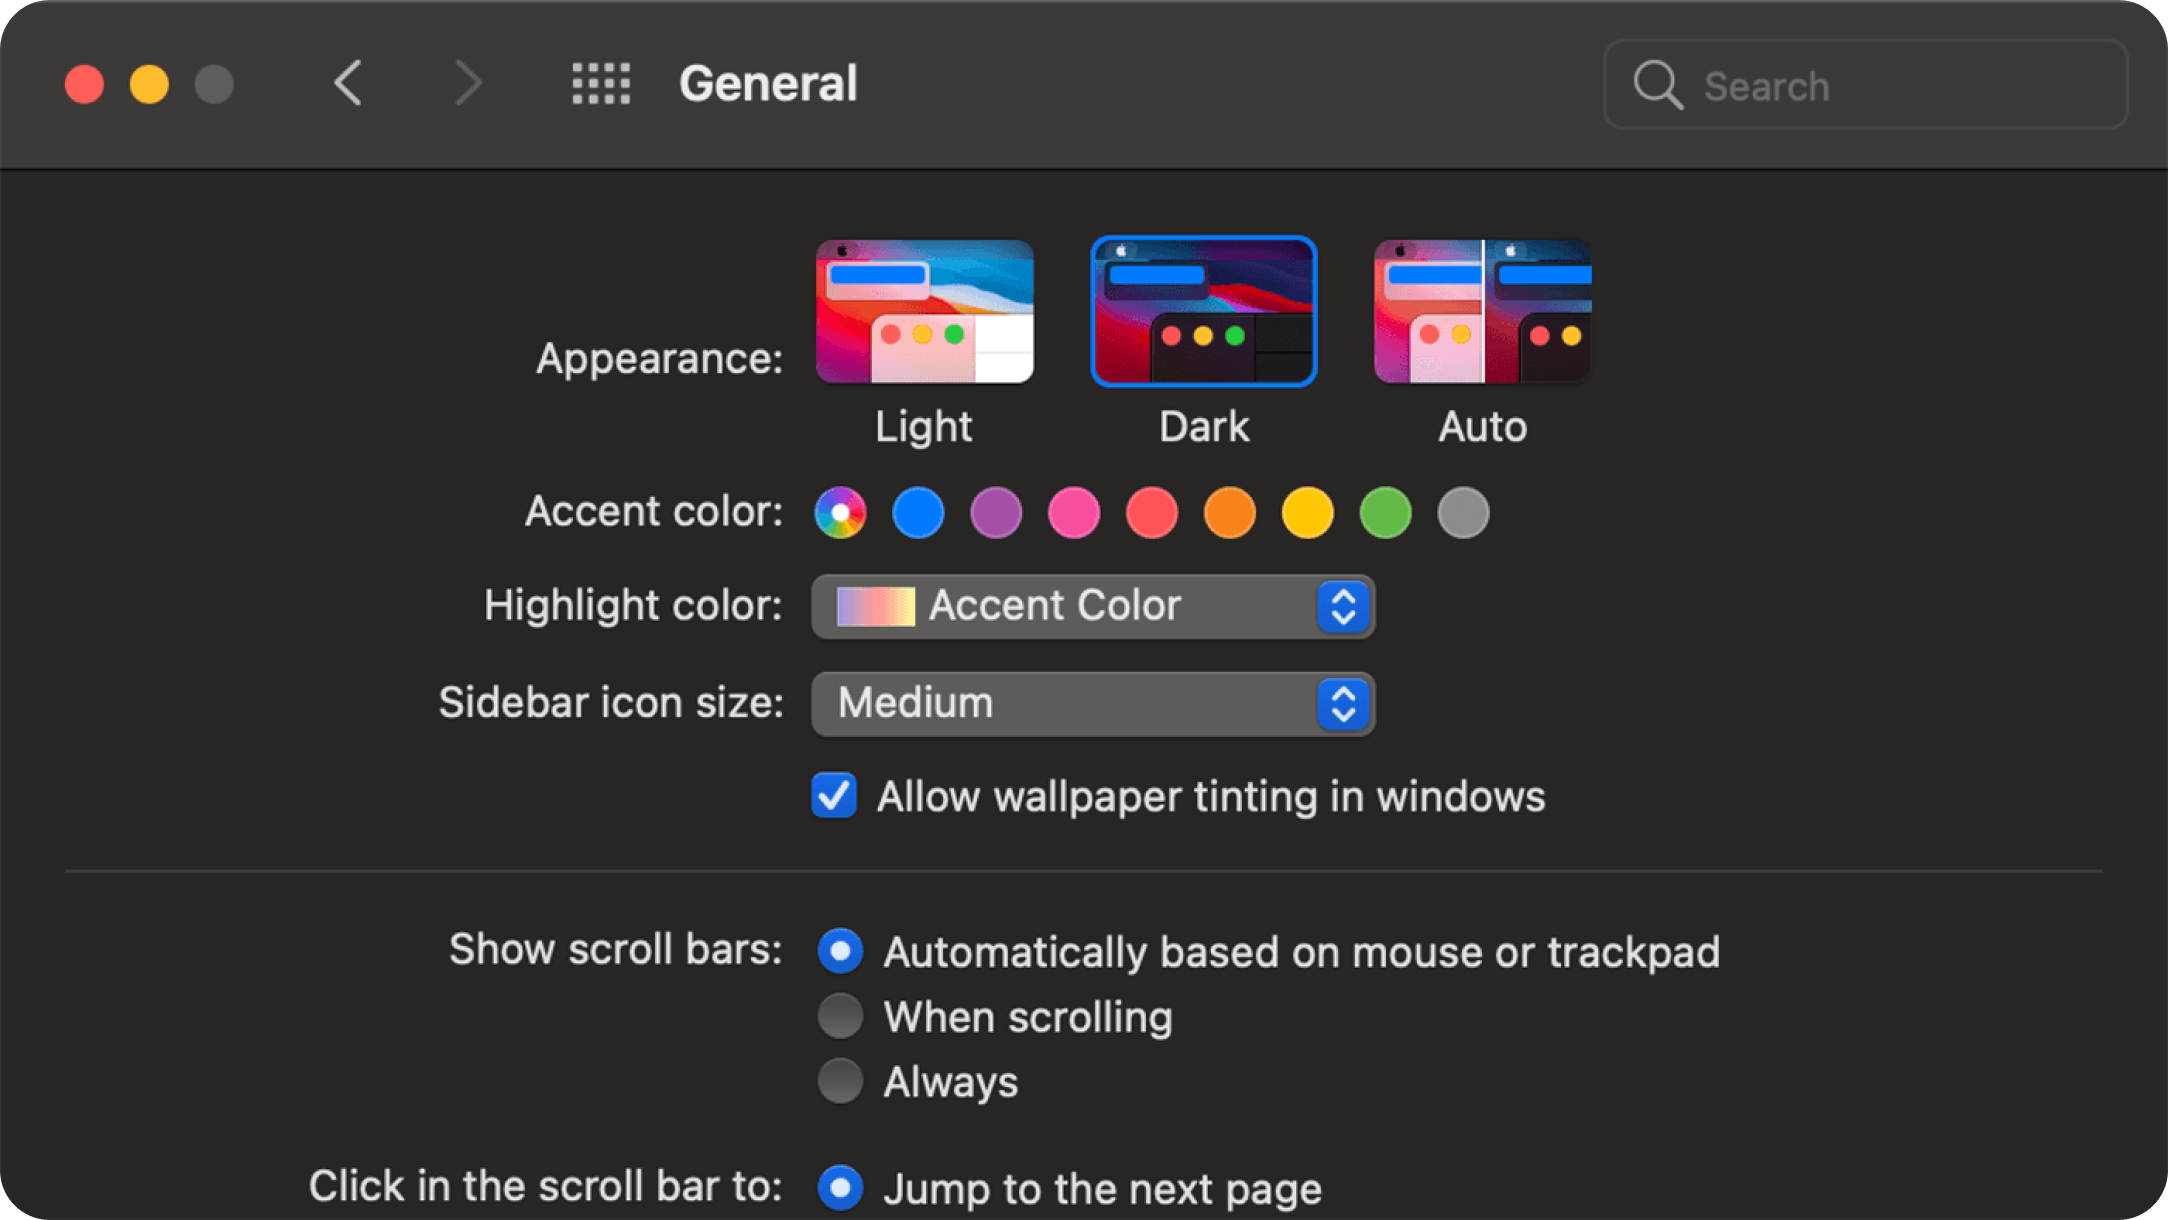 General
Search
Appearance:
Light
Dark
Auto
Accent color:
Highlight color:
Accent Color
Sidebar icon size:
Medium
Allow wallpaper tinting in windows
Show scroll bars:
Automatically based on mouse or trackpad
When scrolling
Always
Click in the scroll bar to:
Jump to the next page